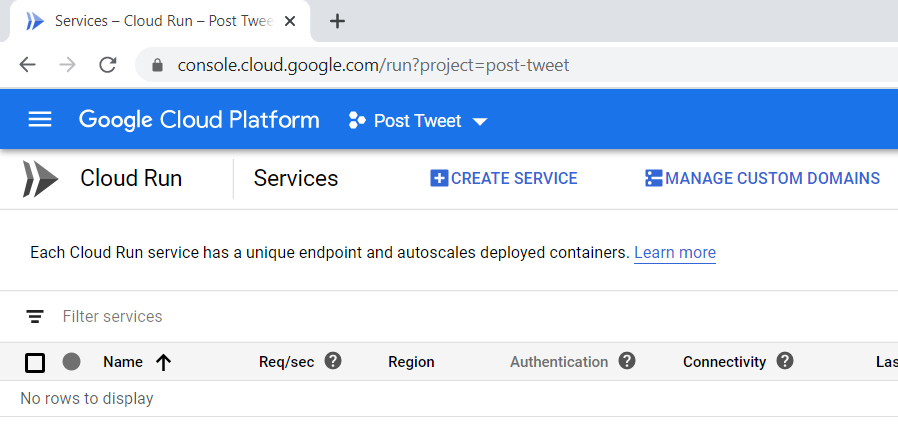 Services – Cloud Run – Post Twee
console.cloud.google.com/run?project=post-tweet
Google Cloud Platform Post Tweet
Cloud Run Services CREATE SERVICE MANAGE CUSTOM DOMAINS
Each Cloud Run service has a unique endpoint and autoscales deployed containers. Learn more
Filter services
Name Req/sec ? Region Authentication ? Connectivity ? Las
No rows to display